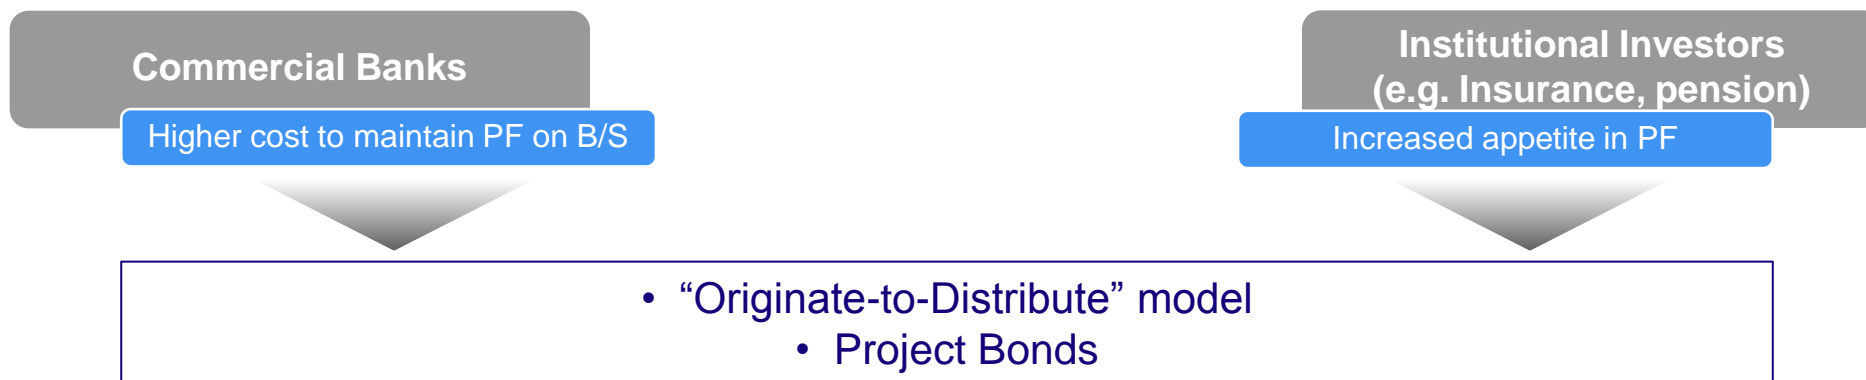 Commercial Banks
Higher cost to maintain PF on B/S
Institutional Investors
(e.g. Insurance, pension)
Increased appetite in PF
• “Originate-to-Distribute” model
• Project Bonds